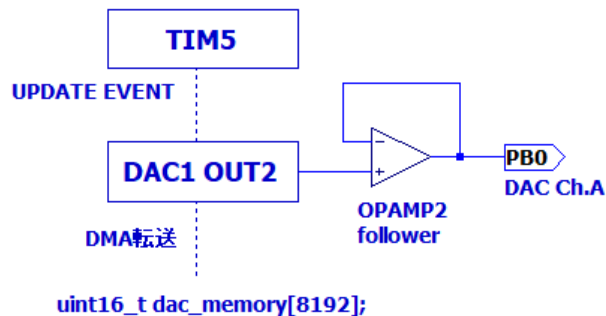 TIM5
UPDATE EVENT
DAC1 OUT2
−
+
PB0
DAC Ch.A
OPAMP2
follower
DMA転送
uint16_t dac_memory[8192];